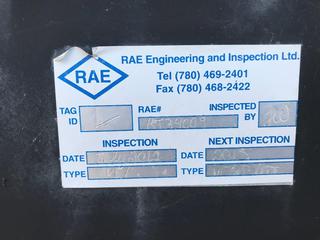 RAE
RAE Engineering and Inspection Ltd.
Tel (780) 469-2401
Fax (780) 468-2422
TAG ID
RAE#
INSPECTED BY
INSPECTION
NEXT INSPECTION
DATE
DATE
TYPE
TYPE